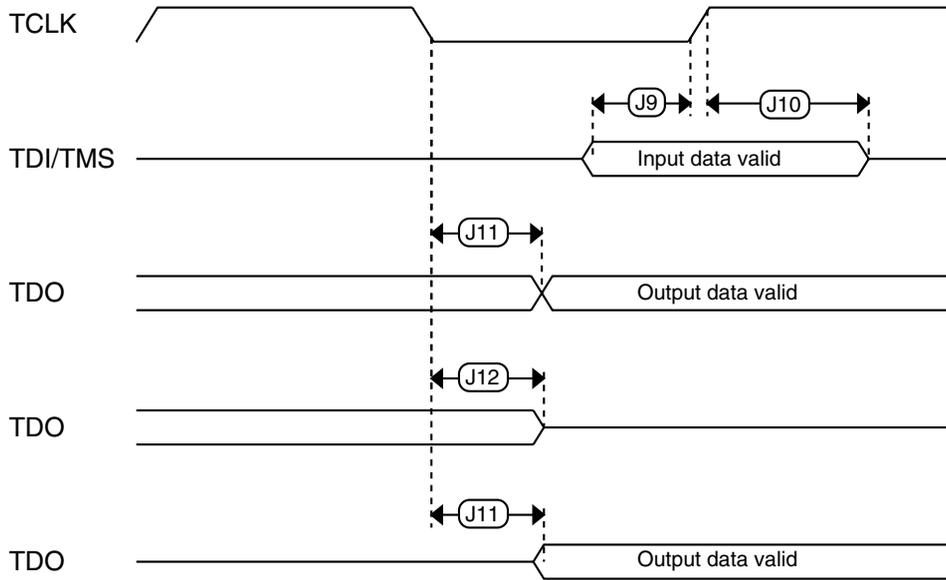 TCLK
J9
J10
TDI/TMS
Input data valid
J11
TDO
Output data valid
J12
TDO
J11
TDO
Output data valid